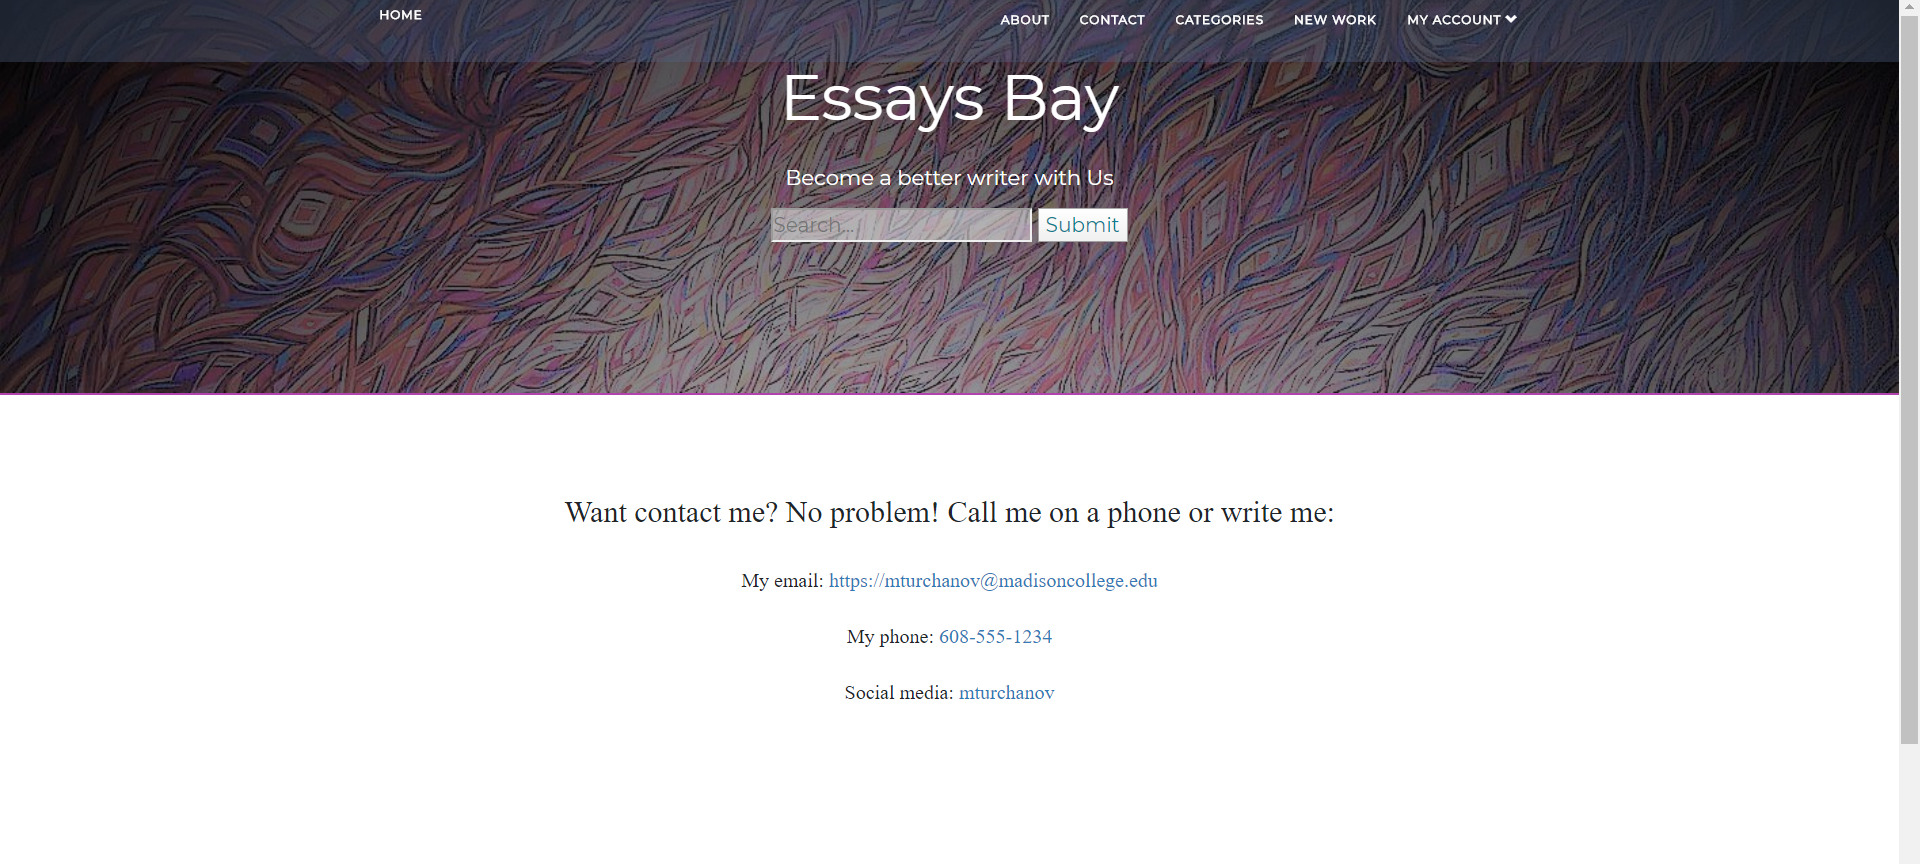 HOME
ABOUT CONTACT CATEGORIES NEW WORK MY ACCOUNT
Essays Bay
Become a better writer with Us
Search...
Submit
Want contact me? No problem! Call me on a phone or write me:
My email: https://mturchanov@madisoncollege.edu
My phone: 608-555-1234
Social media: mturchanov